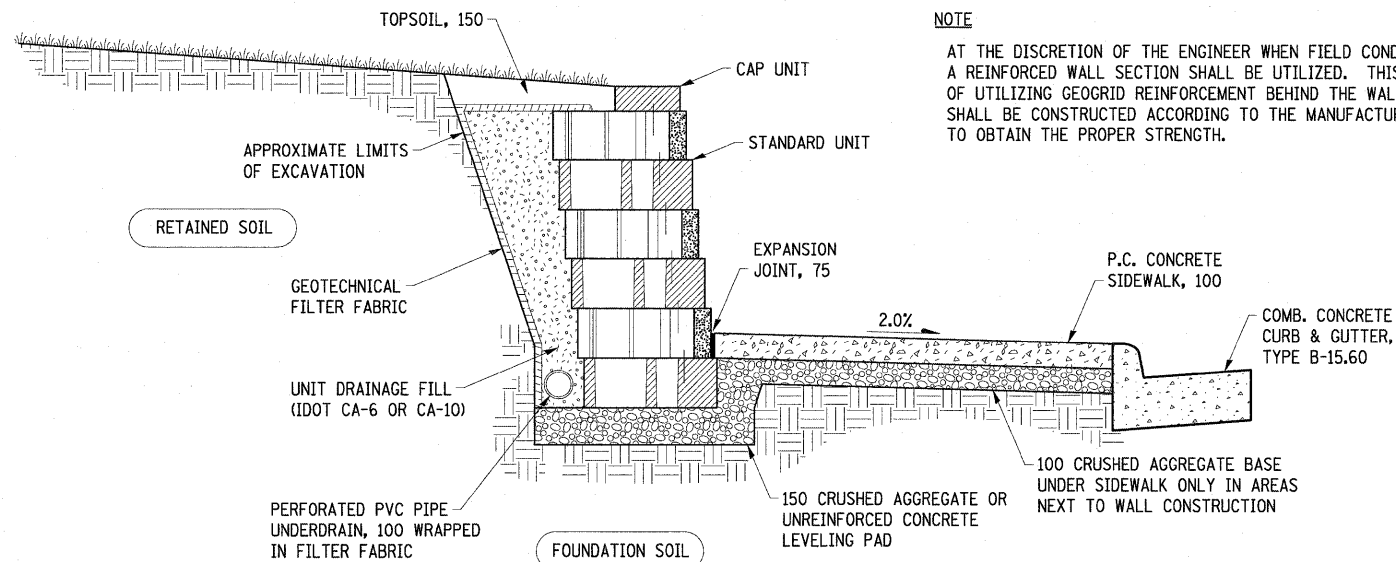 TOPSOIL, 150
CAP UNIT
STANDARD UNIT
APPROXIMATE LIMITS
OF EXCAVATION
RETAINED SOIL
GEOTECHNICAL
FILTER FABRIC
EXPANSION
JOINT, 75
2.0%
P.C. CONCRETE
SIDEWALK, 100
COMB. CONCRETE
CURB & GUTTER,
TYPE B-15.60
UNIT DRAINAGE FILL
(IDOT CA-6 OR CA-10)
PERFORATED PVC PIPE
UNDERDRAIN, 100 WRAPPED
IN FILTER FABRIC
FOUNDATION SOIL
150 CRUSHED AGGREGATE OR
UNREINFORCED CONCRETE
LEVELING PAD
100 CRUSHED AGGREGATE BASE
UNDER SIDEWALK ONLY IN AREAS
NEXT TO WALL CONSTRUCTION
NOTE
AT THE DISCRETION OF THE ENGINEER WHEN FIELD
A REINFORCED WALL SECTION SHALL BE UTILIZED. THIS
OF UTILIZING GEOGRID REINFORCEMENT BEHIND THE
SHALL BE CONSTRUCTED ACCORDING TO THE
TO OBTAIN THE PROPER STRENGTH.